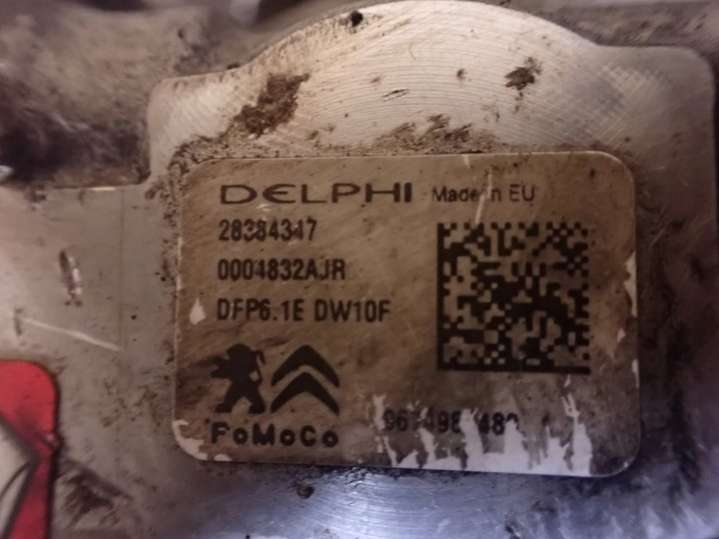 DELPHI Made in EU
28384347
0004832AJR
DFP6.1E DW10F
FoMoCo